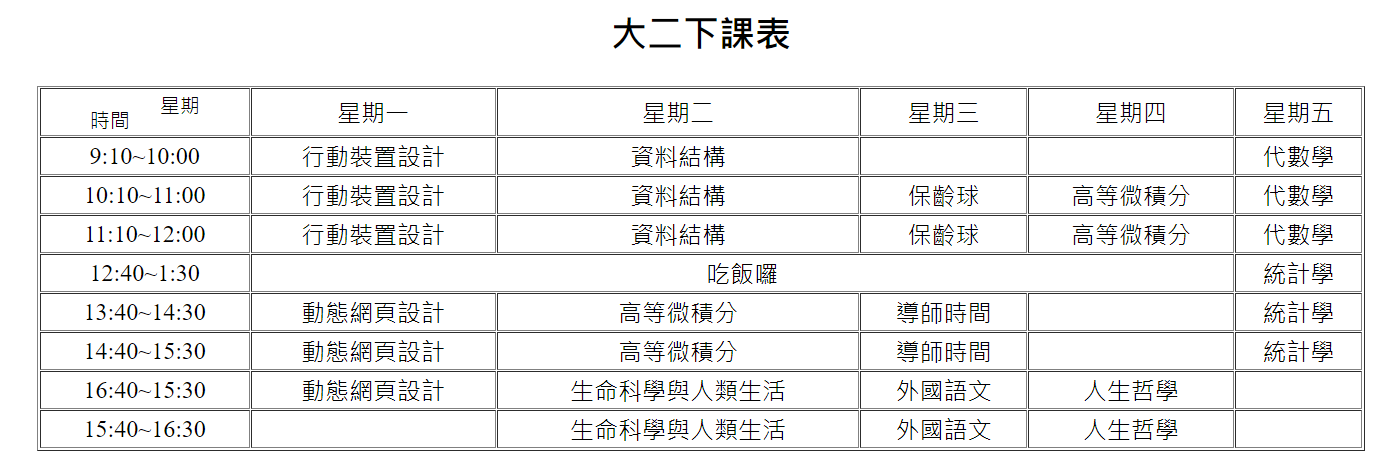 大二下課表
星期
時間 星期一 星期二 星期三 星期四 星期五
9:10~10:00 行動裝置設計 資料結構 代數學
10:10~11:00 行動裝置設計 資料結構 保齡球 高等微積分 代數學
11:10~12:00 行動裝置設計 資料結構 保齡球 高等微積分 代數學
12:40~1:30 吃飯囉 統計學
13:40~14:30 動態網頁設計 高等微積分 導師時間 統計學
14:40~15:30 動態網頁設計 高等微積分 導師時間 統計學
16:40~15:30 動態網頁設計 生命科學與人類生活 外國語文 人生哲學
15:40~16:30 生命科學與人類生活 外國語文 人生哲學